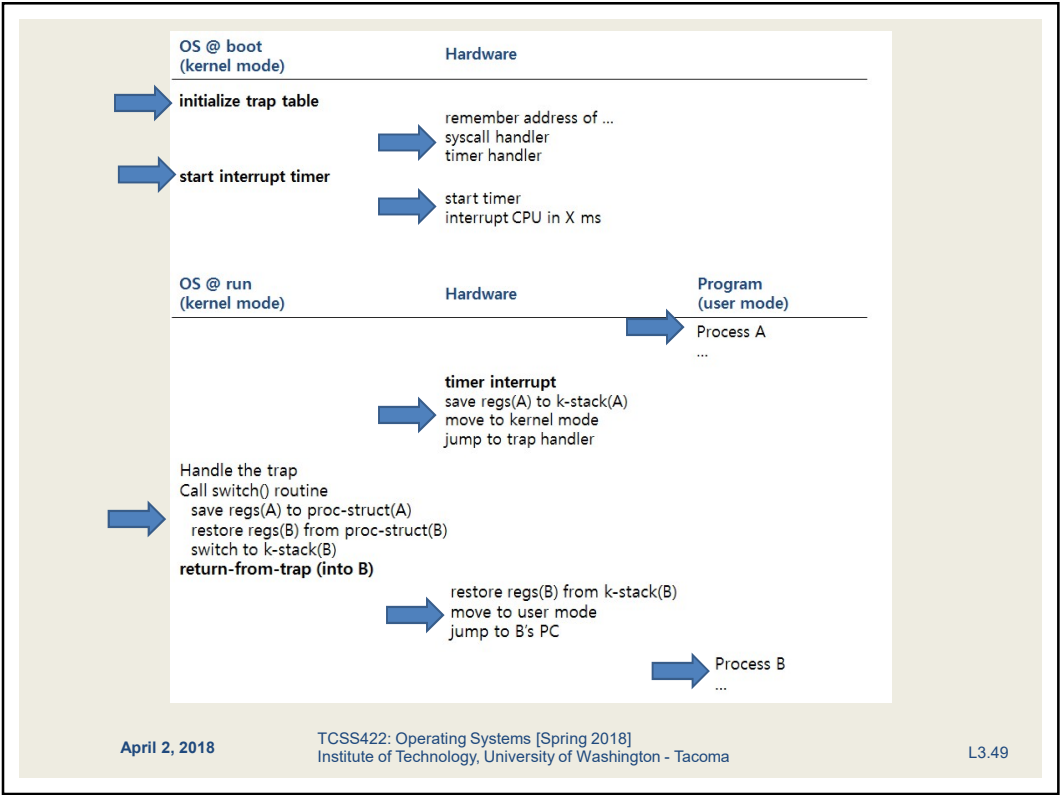 OS @ boot
(kernel mode)
Hardware
initialize trap table
remember address of ...
syscall handler
timer handler
start interrupt timer
start timer
interrupt CPU in X ms
OS @ run
(kernel mode)
Hardware
Program
(user mode)
Process A
...
timer interrupt
save regs(A) to k-stack(A)
move to kernel mode
jump to trap handler
Handle the trap
Call switch() routine
save regs(A) to proc-struct(A)
restore regs(B) from proc-struct(B)
switch to k-stack(B)
return-from-trap (into B)
restore regs(B) from k-stack(B)
move to user mode
jump to B's PC
Process B
...
April 2, 2018
TCSS422: Operating Systems [Spring 2018]
Institute of Technology, University of Washington - Tacoma
L3.49